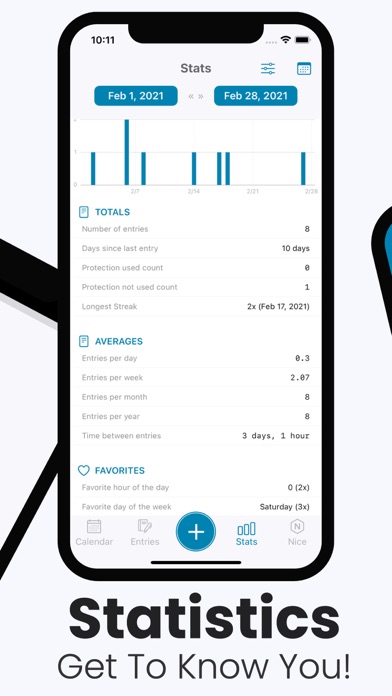 10:11
Stats
Feb 1, 2021 « » Feb 28, 2021
2
1
0
2/7 2/14 2/21 2/28
TOTALS
Number of entries 8
Days since last entry 10 days
Protection used count 0
Protection not used count 1
Longest Streak 2x (Feb 17, 2021)
AVERAGES
Entries per day 0.3
Entries per week 2.07
Entries per month 8
Entries per year 8
Time between entries 3 days, 1 hour
FAVORITES
Favorite hour of the day 0 (2x)
Favorite day of the week Saturday (3x)
Calendar Entries + Stats N Nice
Statistics
Get To Know You!